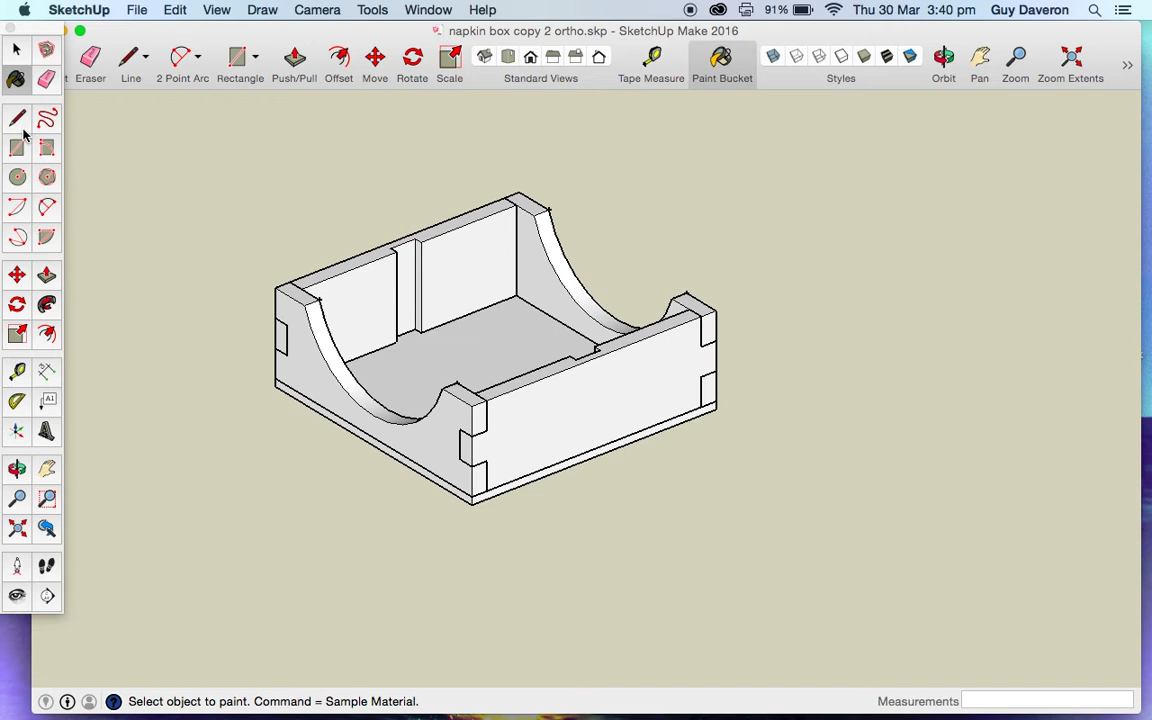 SketchUp File Edit View Draw Camera Tools Window Help 91% Thu 30 Mar 3:40 pm Guy Daveron
napkin box copy 2 ortho.skp - SketchUp Make 2016
Eraser Line 2 Point Arc Rectangle Push/Pull Offset Move Rotate Scale Standard Views Tape Measure Paint Bucket Styles Orbit Pan Zoom Zoom Extents
A1
Select object to paint. Command = Sample Material. Measurements